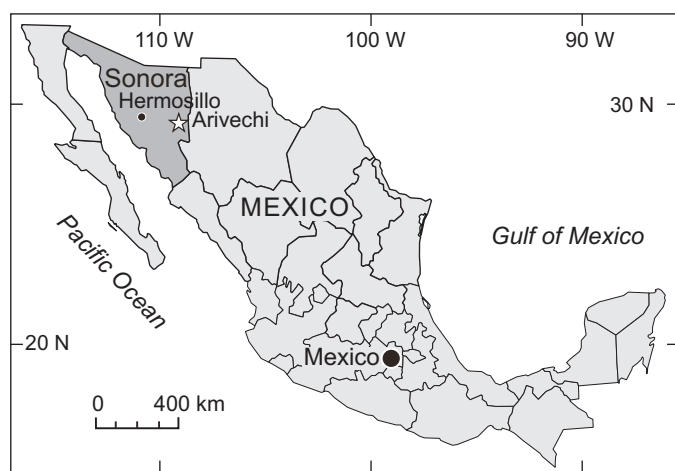 110 W 100 W 90 W
Sonora
Hermosillo
Arivechi
30 N
MEXICO
Gulf of Mexico
Pacific Ocean
20 N
Mexico
0 400 km